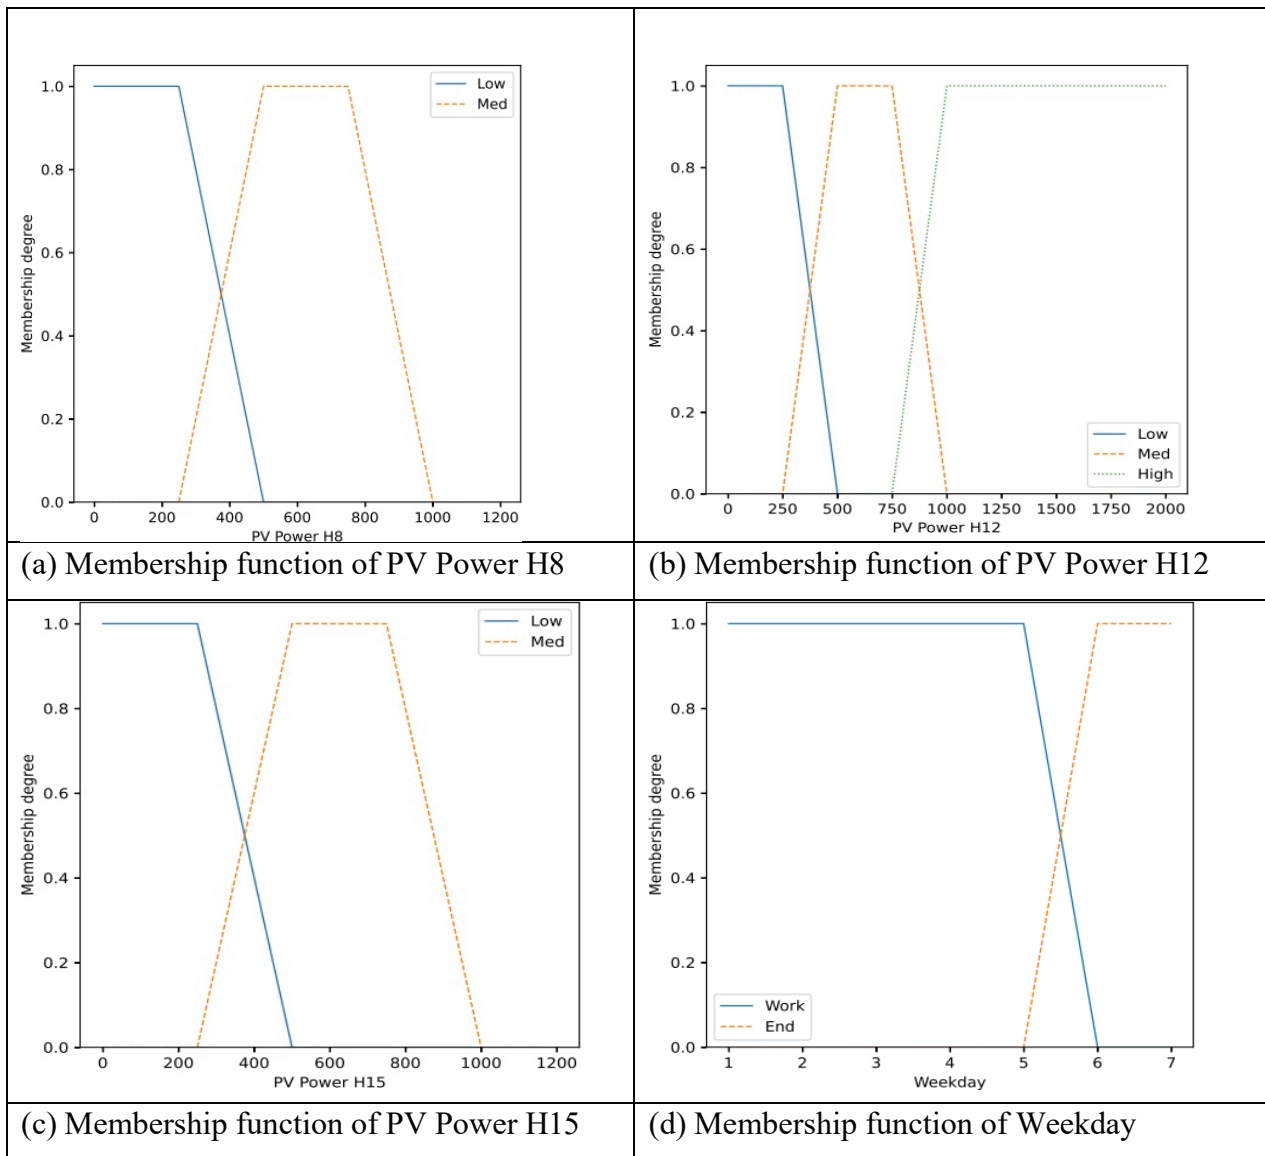 Low
Med
1.0
0.8
0.6
0.4
0.2
0.0
Membership degree
0 200 400 600 800 1000 1200
PV Power H8
(a) Membership function of PV Power H8
1.0
0.8
0.6
0.4
0.2
0.0
Membership degree
Low
Med
High
0 250 500 750 1000 1250 1500 1750 2000
PV Power H12
(b) Membership function of PV Power H12
Low
Med
1.0
0.8
0.6
0.4
0.2
0.0
Membership degree
0 200 400 600 800 1000 1200
PV Power H15
(c) Membership function of PV Power H15
1.0
0.8
0.6
0.4
0.2
0.0
Membership degree
Work
End
1 2 3 4 5 6 7
Weekday
(d) Membership function of Weekday